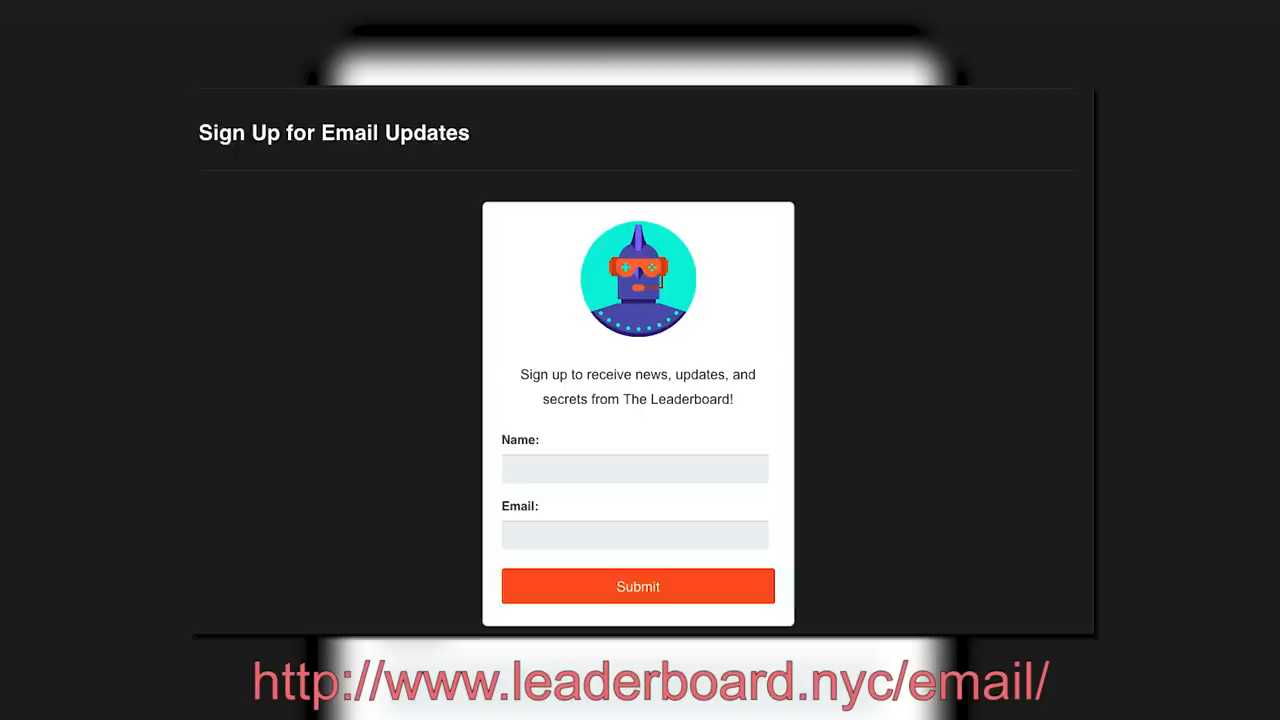 Sign Up for Email Updates
Sign up to receive news, updates, and
secrets from The Leaderboard!
Name:
Email:
Submit
http://www.leaderboard.nyc/email/